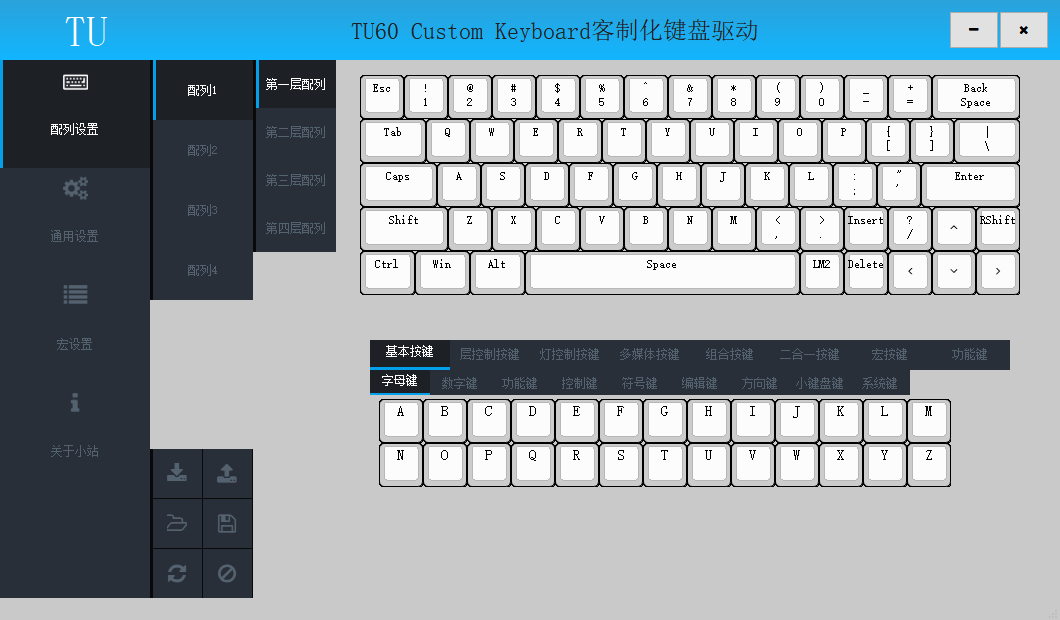 TU
TU60 Custom Keyboard客制化键盘驱动
配列设置
通用设置
宏设置
关于小站
配列1
配列2
配列3
配列4
第一层配列
第二层配列
第三层配列
第四层配列
Esc ! @ # $ % ^ & * ( ) _ + Back
1 2 3 4 5 6 7 8 9 0 - = Space
Tab Q W E R T Y U I O P { } |
[ ] \
Caps A S D F G H J K L : " Enter
; '
Shift Z X C V B N M < > Insert ? ^ RShift
, . /
Ctrl Win Alt Space LM2 Delete < ⌄ >
基本按键 层控制按键 灯控制按键 多媒体按键 组合按键 二合一按键 宏按键 功能键
字母键 数字键 功能键 控制键 符号键 编辑键 方向键 小键盘键 系统键
A B C D E F G H I J K L M
N O P Q R S T U V W X Y Z